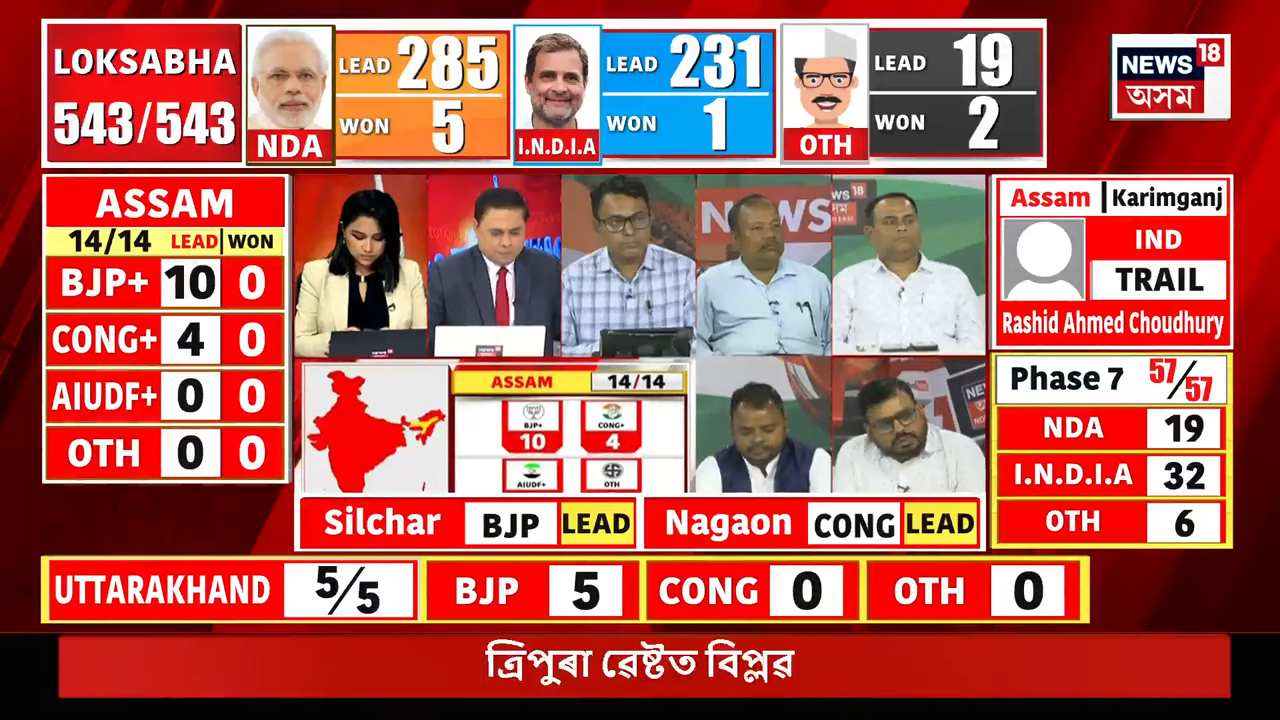 LOKSABHA
543/543
NDA
LEAD 285
WON 5
I.N.D.I.A
LEAD 231
WON 1
OTH
LEAD 19
WON 2
NEWS 18
অসম
ASSAM
14/14 LEAD WON
BJP+ 10 0
CONG+ 4 0
AIUDF+ 0 0
OTH 0 0
NEWS
18
Assam Karimganj
IND
TRAIL
Rashid Ahmed Choudhury
Phase 7 57/57
NDA 19
I.N.D.I.A 32
OTH 6
ASSAM 14/14
BJP+ CONG+
10 4
AIUDF+ OTH
Silchar BJP LEAD
Nagaon CONG LEAD
UTTARAKHAND 5/5 BJP 5 CONG 0 OTH 0
ত্ৰিপুৰা ৱেষ্টত বিপ্লৱ